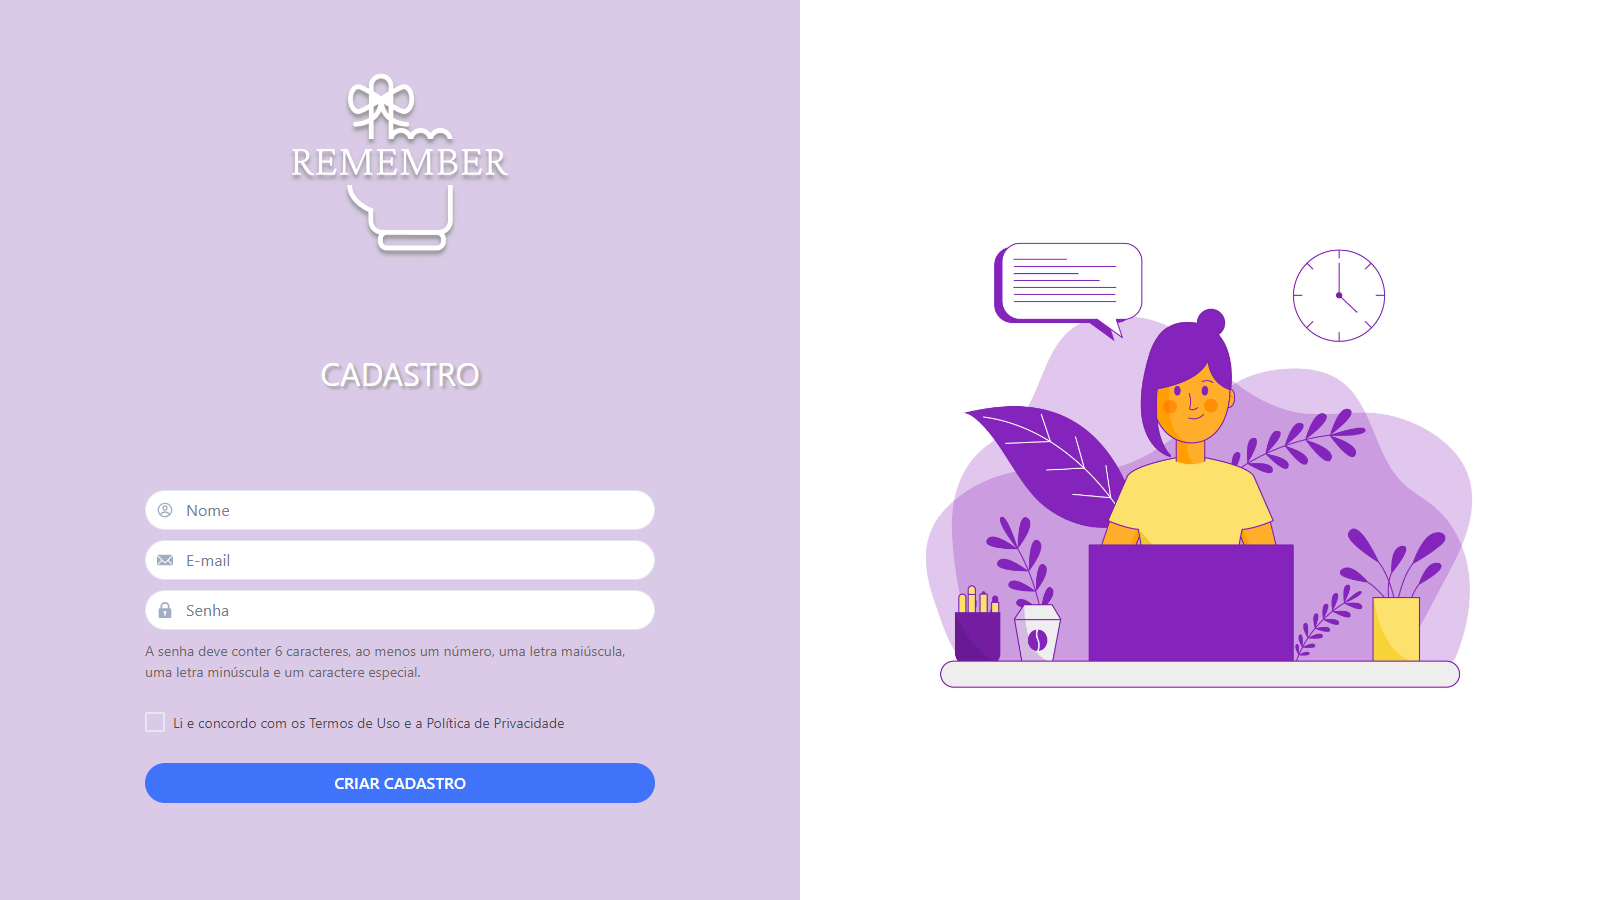 REMEMBER
CADASTRO
Nome
E-mail
Senha
A senha deve conter 6 caracteres, ao menos um número, uma letra maiúscula,
uma letra minúscula e um caractere especial.
Li e concordo com os Termos de Uso e a Política de Privacidade
CRIAR CADASTRO